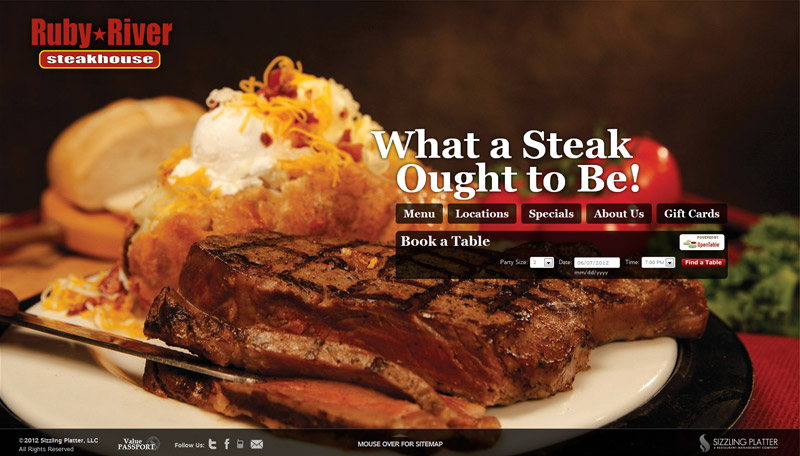 Ruby★River
steakhouse
What a Steak
Ought to Be!
Menu Locations Specials About Us Gift Cards
Book a Table
POWERED BY
OpenTable
Party Size: 2 Date: 06/07/2012 Time: 7:00 PM Find a Table
mm/dd/yyyy
©2012 Sizzling Platter, LLC
All Rights Reserved
Value
PASSPORT
Follow Us:
MOUSE OVER FOR SITEMAP
SIZZLING PLATTER
A RESTAURANT MANAGEMENT COMPANY